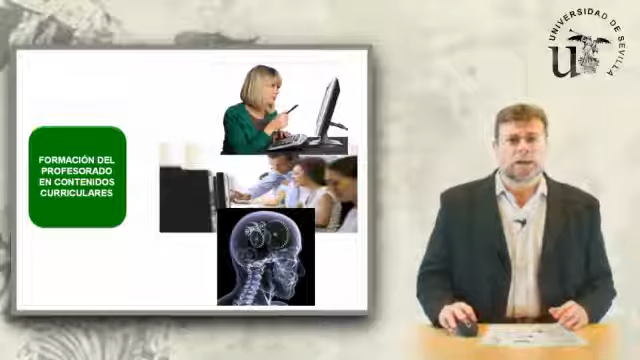 FORMACIÓN DEL
PROFESORADO
EN CONTENIDOS
CURRICULARES
UNIVERSIDAD DE SEVILLA